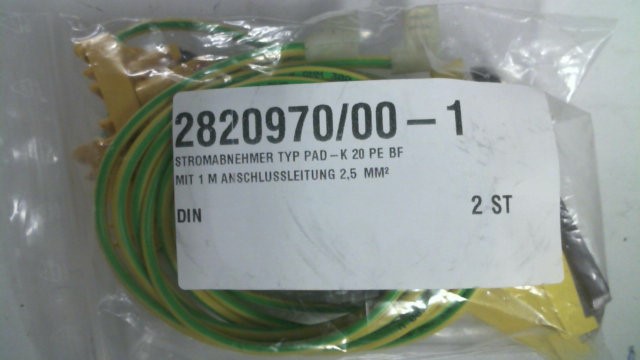 2820970/00-1
STROMABNEHMER TYP PAD-K 20 PE BF
MIT 1 M ANSCHLUSSLEITUNG 2,5 MM²
DIN 2 ST